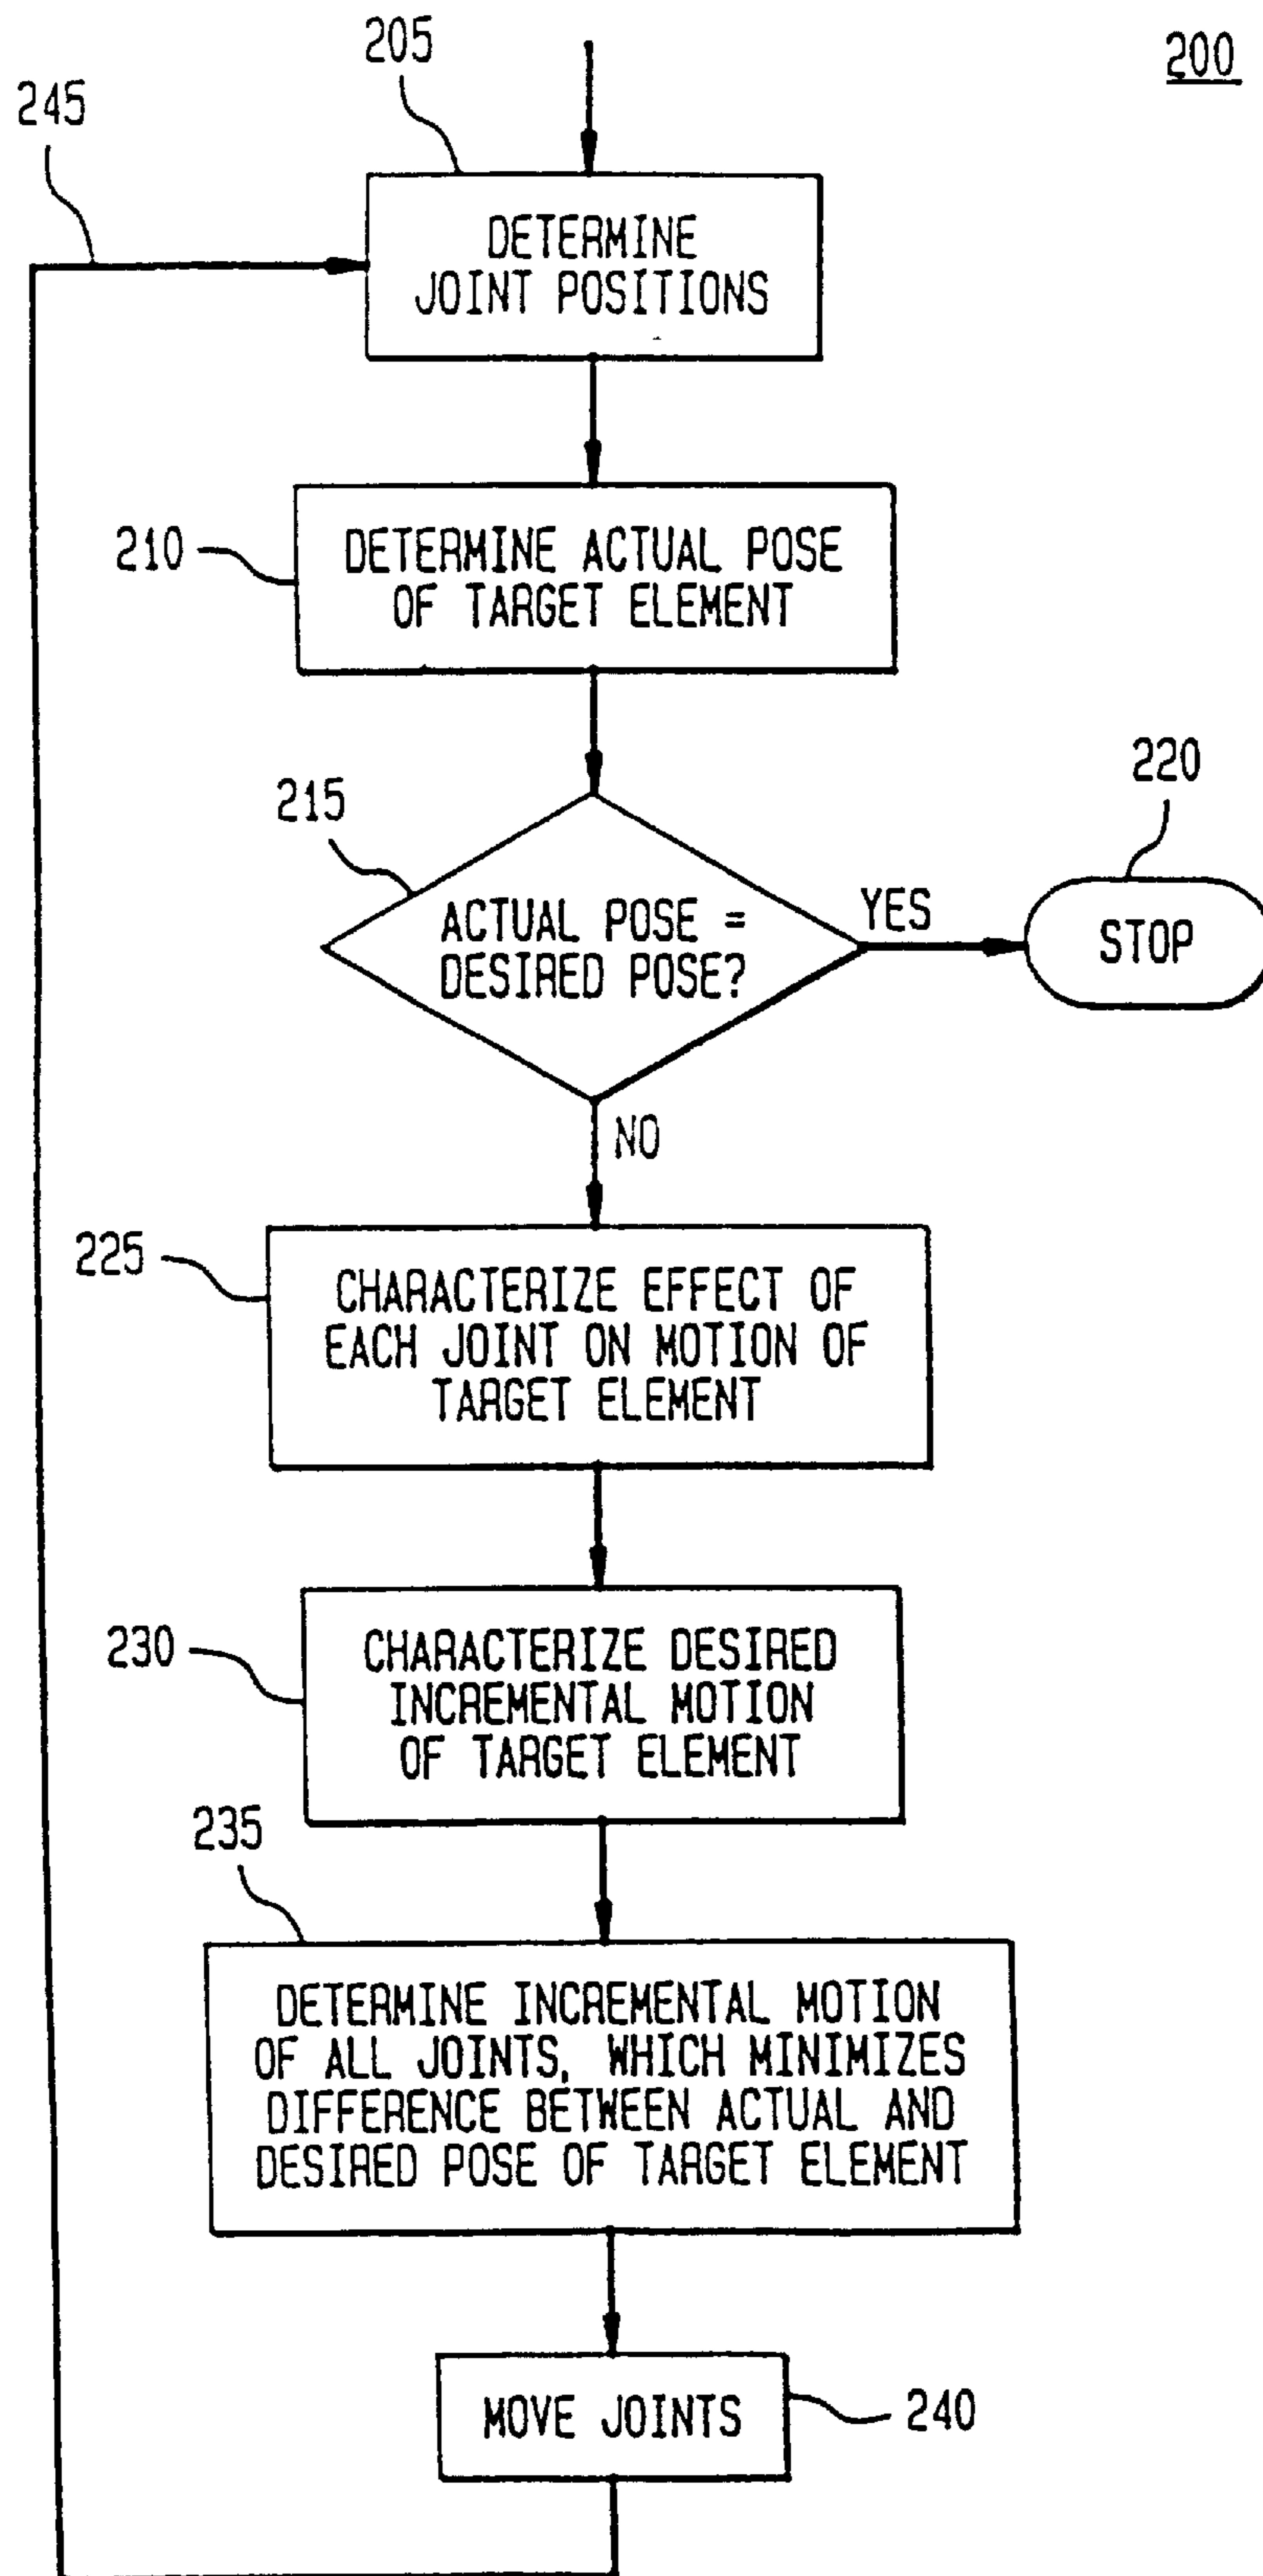 200
205
245
DETERMINE
JOINT POSITIONS
210
DETERMINE ACTUAL POSE
OF TARGET ELEMENT
215
ACTUAL POSE =
DESIRED POSE?
YES
220
STOP
NO
225
CHARACTERIZE EFFECT OF
EACH JOINT ON MOTION OF
TARGET ELEMENT
230
CHARACTERIZE DESIRED
INCREMENTAL MOTION
OF TARGET ELEMENT
235
DETERMINE INCREMENTAL MOTION
OF ALL JOINTS, WHICH MINIMIZES
DIFFERENCE BETWEEN ACTUAL AND
DESIRED POSE OF TARGET ELEMENT
MOVE JOINTS
240